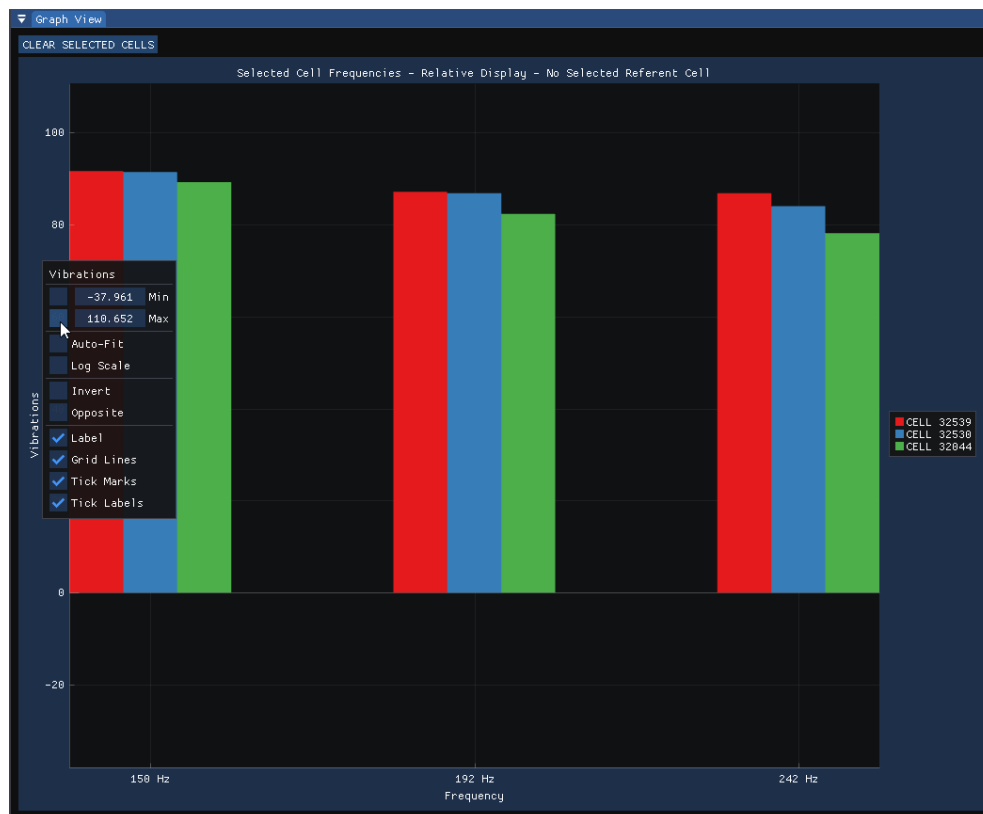 Graph View
CLEAR SELECTED CELLS
Selected Cell Frequencies - Relative Display - No Selected Referent Cell
100
80
Vibrations
-37.961 Min
110.652 Max
Auto-Fit
Log Scale
Invert
Opposite
Label
Grid Lines
Tick Marks
Tick Labels
Vibrations
CELL 32539
CELL 32530
CELL 32044
0
-20
150 Hz 192 Hz 242 Hz
Frequency